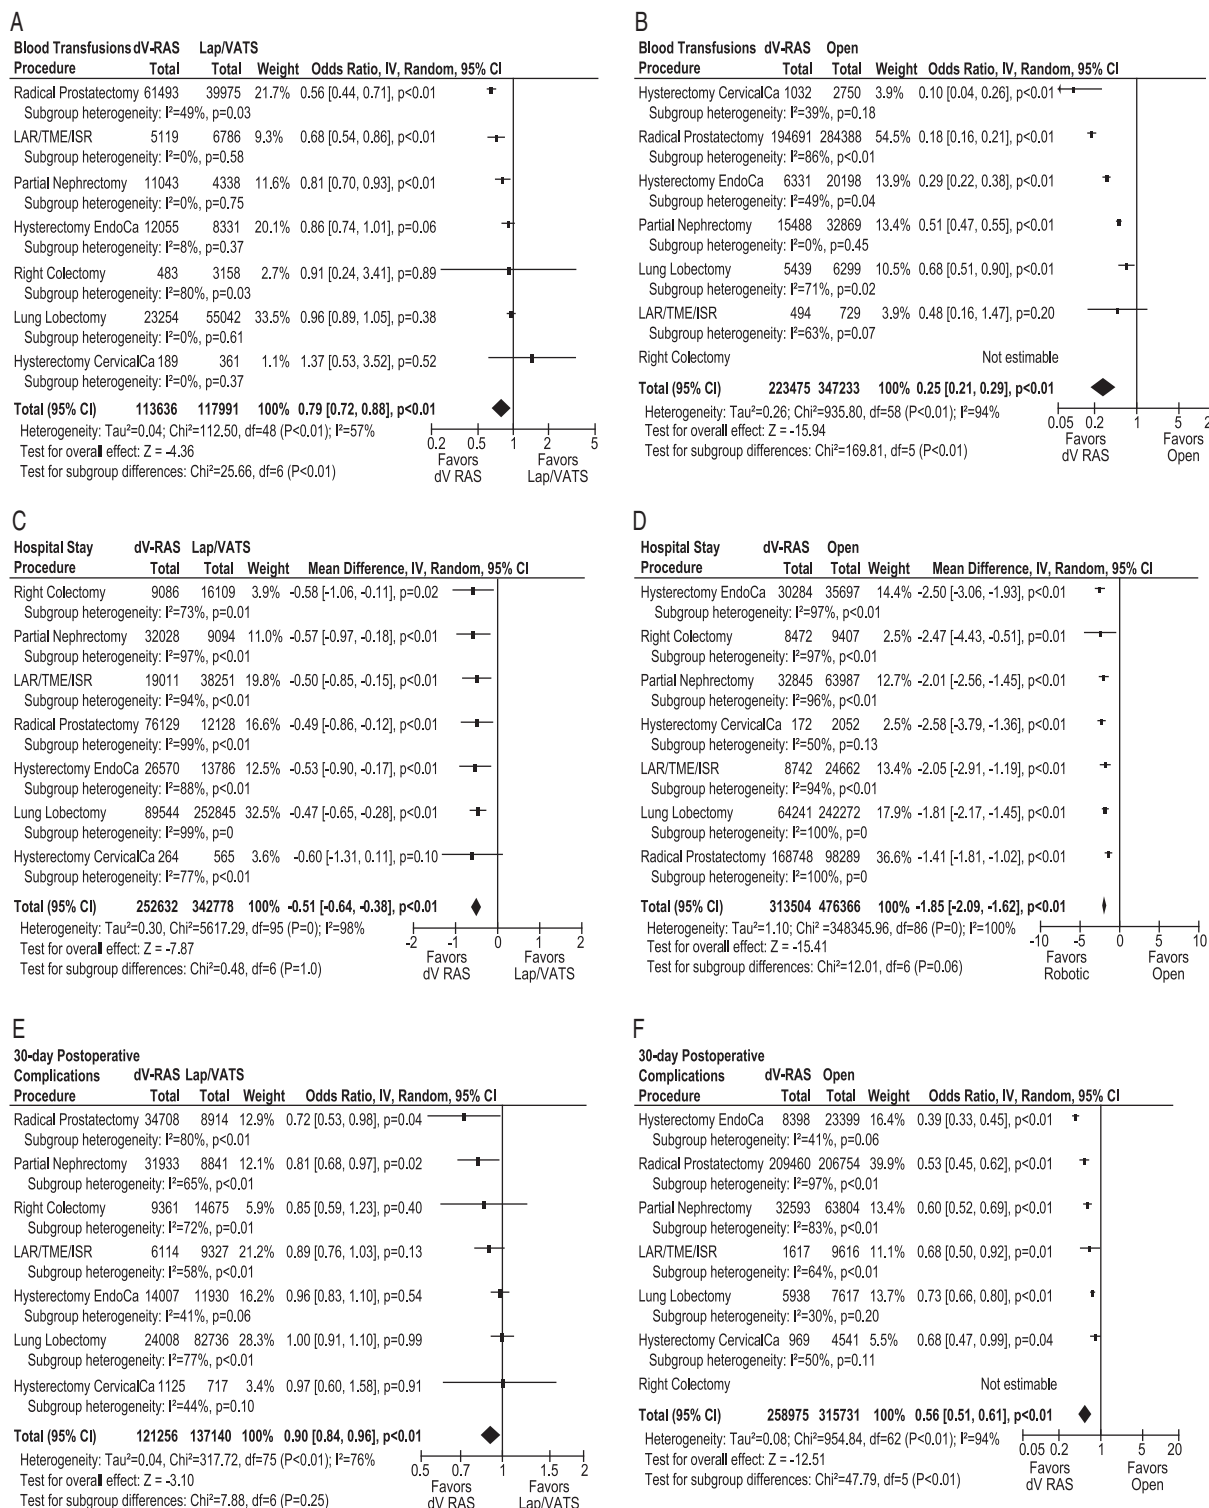 A
Blood Transfusions dV-RAS Lap/VATS
Procedure Total Total Weight Odds Ratio, IV, Random, 95% CI
Radical Prostatectomy 61493 39975 21.7% 0.56 [0.44, 0.71], p<0.01
Subgroup heterogeneity: I²=49%, p=0.03
LAR/TME/ISR 5119 6786 9.3% 0.68 [0.54, 0.86], p<0.01
Subgroup heterogeneity: I²=0%, p=0.58
Partial Nephrectomy 11043 4338 11.6% 0.81 [0.70, 0.93], p<0.01
Subgroup heterogeneity: I²=0%, p=0.75
Hysterectomy EndoCa 12055 8331 20.1% 0.86 [0.74, 1.01], p=0.06
Subgroup heterogeneity: I²=8%, p=0.37
Right Colectomy 483 3158 2.7% 0.91 [0.24, 3.41], p=0.89
Subgroup heterogeneity: I²=80%, p=0.03
Lung Lobectomy 23254 55042 33.5% 0.96 [0.89, 1.05], p=0.38
Subgroup heterogeneity: I²=0%, p=0.61
Hysterectomy CervicalCa 189 361 1.1% 1.37 [0.53, 3.52], p=0.52
Subgroup heterogeneity: I²=0%, p=0.37
Total (95% CI) 113636 117991 100% 0.79 [0.72, 0.88], p<0.01
Heterogeneity: Tau²=0.04; Chi²=112.50, df=48 (P<0.01); I²=57%
Test for overall effect: Z = -4.36
Test for subgroup differences: Chi²=25.66, df=6 (P<0.01)
0.2 0.5 1 2 5
Favors Favors
dV RAS Lap/VATS
B
Blood Transfusions dV-RAS Open
Procedure Total Total Weight Odds Ratio, IV, Random, 95% CI
Hysterectomy CervicalCa 1032 2750 3.9% 0.10 [0.04, 0.26], p<0.01
Subgroup heterogeneity: I²=39%, p=0.18
Radical Prostatectomy 194691 284388 54.5% 0.18 [0.16, 0.21], p<0.01
Subgroup heterogeneity: I²=86%, p<0.01
Hysterectomy EndoCa 6331 20198 13.9% 0.29 [0.22, 0.38], p<0.01
Subgroup heterogeneity: I²=49%, p=0.04
Partial Nephrectomy 15488 32869 13.4% 0.51 [0.47, 0.55], p<0.01
Subgroup heterogeneity: I²=0%, p=0.45
Lung Lobectomy 5439 6299 10.5% 0.68 [0.51, 0.90], p<0.01
Subgroup heterogeneity: I²=71%, p=0.02
LAR/TME/ISR 494 729 3.9% 0.48 [0.16, 1.47], p=0.20
Subgroup heterogeneity: I²=63%, p=0.07
Right Colectomy Not estimable
Total (95% CI) 223475 347233 100% 0.25 [0.21, 0.29], p<0.01
Heterogeneity: Tau²=0.26; Chi²=935.80, df=58 (P<0.01); I²=94%
Test for overall effect: Z = -15.94
Test for subgroup differences: Chi²=169.81, df=5 (P<0.01)
0.05 0.2 1
Favors Favors
dV RAS Open
C
Hospital Stay dV-RAS Lap/VATS
Procedure Total Total Weight Mean Difference, IV, Random, 95% CI
Right Colectomy 9086 16109 3.9% -0.58 [-1.06, -0.11], p=0.02
Subgroup heterogeneity: I²=73%, p=0.01
Partial Nephrectomy 32028 9094 11.0% -0.57 [-0.97, -0.18], p<0.01
Subgroup heterogeneity: I²=97%, p<0.01
LAR/TME/ISR 19011 38251 19.8% -0.50 [-0.85, -0.15], p<0.01
Subgroup heterogeneity: I²=94%, p<0.01
Radical Prostatectomy 76129 12128 16.6% -0.49 [-0.86, -0.12], p<0.01
Subgroup heterogeneity: I²=99%, p<0.01
Hysterectomy EndoCa 26570 13786 12.5% -0.53 [-0.90, -0.17], p<0.01
Subgroup heterogeneity: I²=88%, p<0.01
Lung Lobectomy 89544 252845 32.5% -0.47 [-0.65, -0.28], p<0.01
Subgroup heterogeneity: I²=99%, p=0
Hysterectomy CervicalCa 264 565 3.6% -0.60 [-1.31, 0.11], p=0.10
Subgroup heterogeneity: I²=77%, p<0.01
Total (95% CI) 252632 342778 100% -0.51 [-0.64, -0.38], p<0.01
Heterogeneity: Tau²=0.30, Chi²=5617.29, df=95 (P=0); I²=98%
Test for overall effect: Z = -7.87
Test for subgroup differences: Chi²=0.48, df=6 (P=1.0)
-2 -1 0 1 2
Favors Favors
dV RAS Lap/VATS
D
Hospital Stay dV-RAS Open
Procedure Total Total Weight Mean Difference, IV, Random, 95% CI
Hysterectomy EndoCa 30284 35697 14.4% -2.50 [-3.06, -1.93], p<0.01
Subgroup heterogeneity: I²=97%, p<0.01
Right Colectomy 8472 9407 2.5% -2.47 [-4.43, -0.51], p=0.01
Subgroup heterogeneity: I²=97%, p<0.01
Partial Nephrectomy 32845 63987 12.7% -2.01 [-2.56, -1.45], p<0.01
Subgroup heterogeneity: I²=96%, p<0.01
Hysterectomy CervicalCa 172 2052 2.5% -2.58 [-3.79, -1.36], p<0.01
Subgroup heterogeneity: I²=50%, p=0.13
LAR/TME/ISR 8742 24662 13.4% -2.05 [-2.91, -1.19], p<0.01
Subgroup heterogeneity: I²=94%, p<0.01
Lung Lobectomy 64241 242272 17.9% -1.81 [-2.17, -1.45], p<0.01
Subgroup heterogeneity: I²=100%, p=0
Radical Prostatectomy 168748 98289 36.6% -1.41 [-1.81, -1.02], p<0.01
Subgroup heterogeneity: I²=100%, p=0
Total (95% CI) 313504 476366 100% -1.85 [-2.09, -1.62], p<0.01
Heterogeneity: Tau²=1.10; Chi =348345.96, df=86 (P=0); I²=100%
Test for overall effect: Z = -15.41
Test for subgroup differences: Chi²=12.01, df=6 (P=0.06)
-10 -5 0 5 10
Favors Favors
Robotic Open
E
30-day Postoperative
Complications dV-RAS Lap/VATS
Procedure Total Total Weight Odds Ratio, IV, Random, 95% CI
Radical Prostatectomy 34708 8914 12.9% 0.72 [0.53, 0.98], p=0.04
Subgroup heterogeneity: I²=80%, p<0.01
Partial Nephrectomy 31933 8841 12.1% 0.81 [0.68, 0.97], p=0.02
Subgroup heterogeneity: I²=65%, p<0.01
Right Colectomy 9361 14675 5.9% 0.85 [0.59, 1.23], p=0.40
Subgroup heterogeneity: I²=72%, p=0.01
LAR/TME/ISR 6114 9327 21.2% 0.89 [0.76, 1.03], p=0.13
Subgroup heterogeneity: I²=58%, p<0.01
Hysterectomy EndoCa 14007 11930 16.2% 0.96 [0.83, 1.10], p=0.54
Subgroup heterogeneity: I²=41%, p=0.06
Lung Lobectomy 24008 82736 28.3% 1.00 [0.91, 1.10], p=0.99
Subgroup heterogeneity: I²=77%, p<0.01
Hysterectomy CervicalCa 1125 717 3.4% 0.97 [0.60, 1.58], p=0.91
Subgroup heterogeneity: I²=44%, p=0.10
Total (95% CI) 121256 137140 100% 0.90 [0.84, 0.96], p<0.01
Heterogeneity: Tau²=0.04, Chi²=317.72, df=75 (P<0.01); I²=76%
Test for overall effect: Z = -3.10
Test for subgroup differences: Chi²=7.88, df=6 (P=0.25)
0.5 0.7 1 1.5 2
Favors Favors
dV RAS Lap/VATS
F
30-day Postoperative
Complications dV-RAS Open
Procedure Total Total Weight Odds Ratio, IV, Random, 95% CI
Hysterectomy EndoCa 8398 23399 16.4% 0.39 [0.33, 0.45], p<0.01
Subgroup heterogeneity: I²=41%, p=0.06
Radical Prostatectomy 209460 206754 39.9% 0.53 [0.45, 0.62], p<0.01
Subgroup heterogeneity: I²=97%, p<0.01
Partial Nephrectomy 32593 63804 13.4% 0.60 [0.52, 0.69], p<0.01
Subgroup heterogeneity: I²=83%, p<0.01
LAR/TME/ISR 1617 9616 11.1% 0.68 [0.50, 0.92], p=0.01
Subgroup heterogeneity: I²=64%, p<0.01
Lung Lobectomy 5938 7617 13.7% 0.73 [0.66, 0.80], p<0.01
Subgroup heterogeneity: I²=30%, p=0.20
Hysterectomy CervicalCa 969 4541 5.5% 0.68 [0.47, 0.99], p=0.04
Subgroup heterogeneity: I²=50%, p=0.11
Right Colectomy Not estimable
Total (95% CI) 258975 315731 100% 0.56 [0.51, 0.61], p<0.01
Heterogeneity: Tau²=0.08; Chi²=954.84, df=62 (P<0.01); I²=94%
Test for overall effect: Z = -12.51
Test for subgroup differences: Chi²=47.79, df=5 (P<0.01)
0.05 0.2 1 5 20
Favors Favors
dV RAS Open